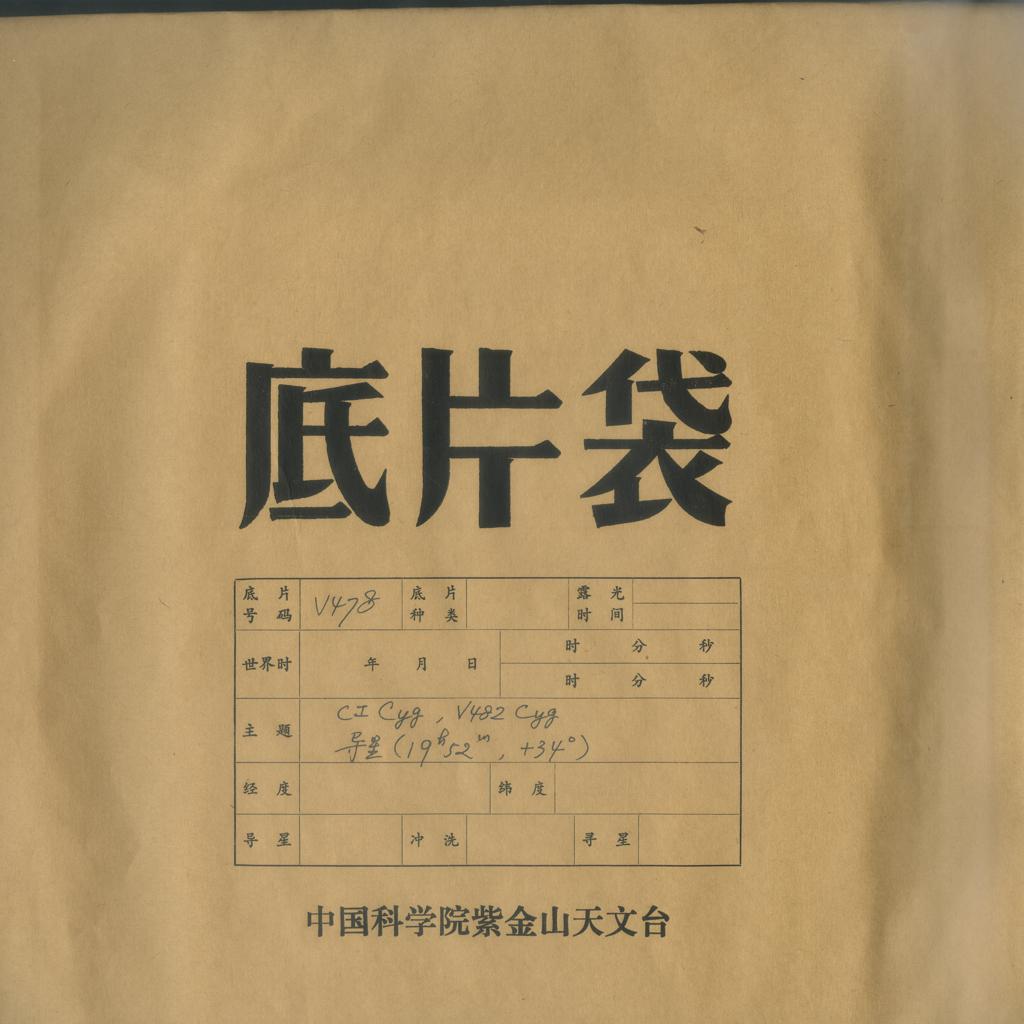 底片袋
底片号码 V478 底片种类 露光时间
世界时 年 月 日 时 分 秒
时 分 秒
主题 CI Cyg, V482 Cyg
导星 (19ʰ52ᵐ, +34°)
经度 纬度
导星 冲洗 寻星
中国科学院紫金山天文台